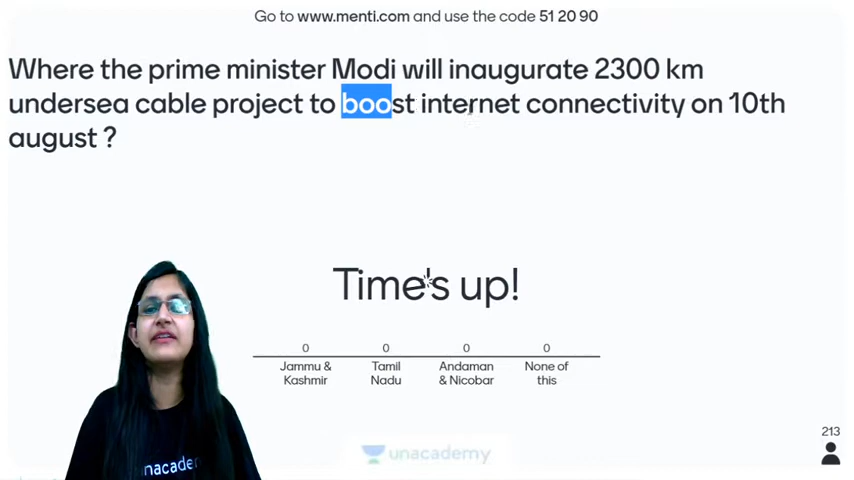 Go to www.menti.com and use the code 51 20 90
Where the prime minister Modi will inaugurate 2300 km
undersea cable project to boost internet connectivity on 10th
august ?
Time's up!
0 0 0 0
Jammu & Kashmir
Tamil Nadu
Andaman & Nicobar
None of this
213
unacademy